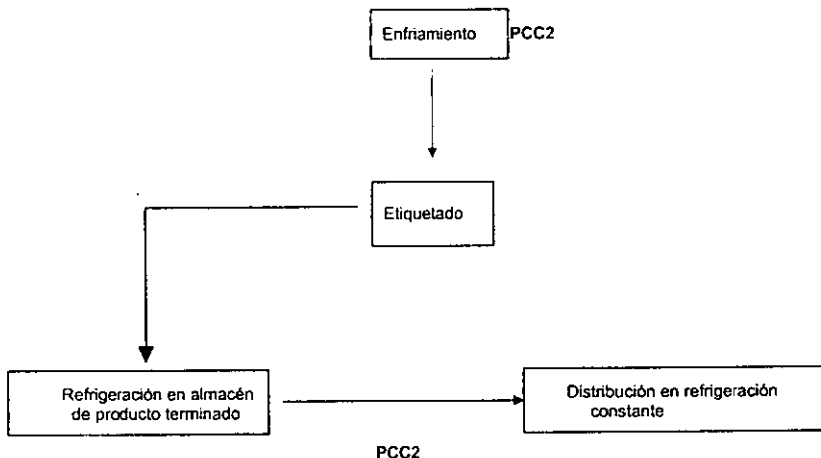 Enfriamiento PCC2
Etiquetado
Refrigeración en almacén
de producto terminado
Distribución en refrigeración
constante
PCC2